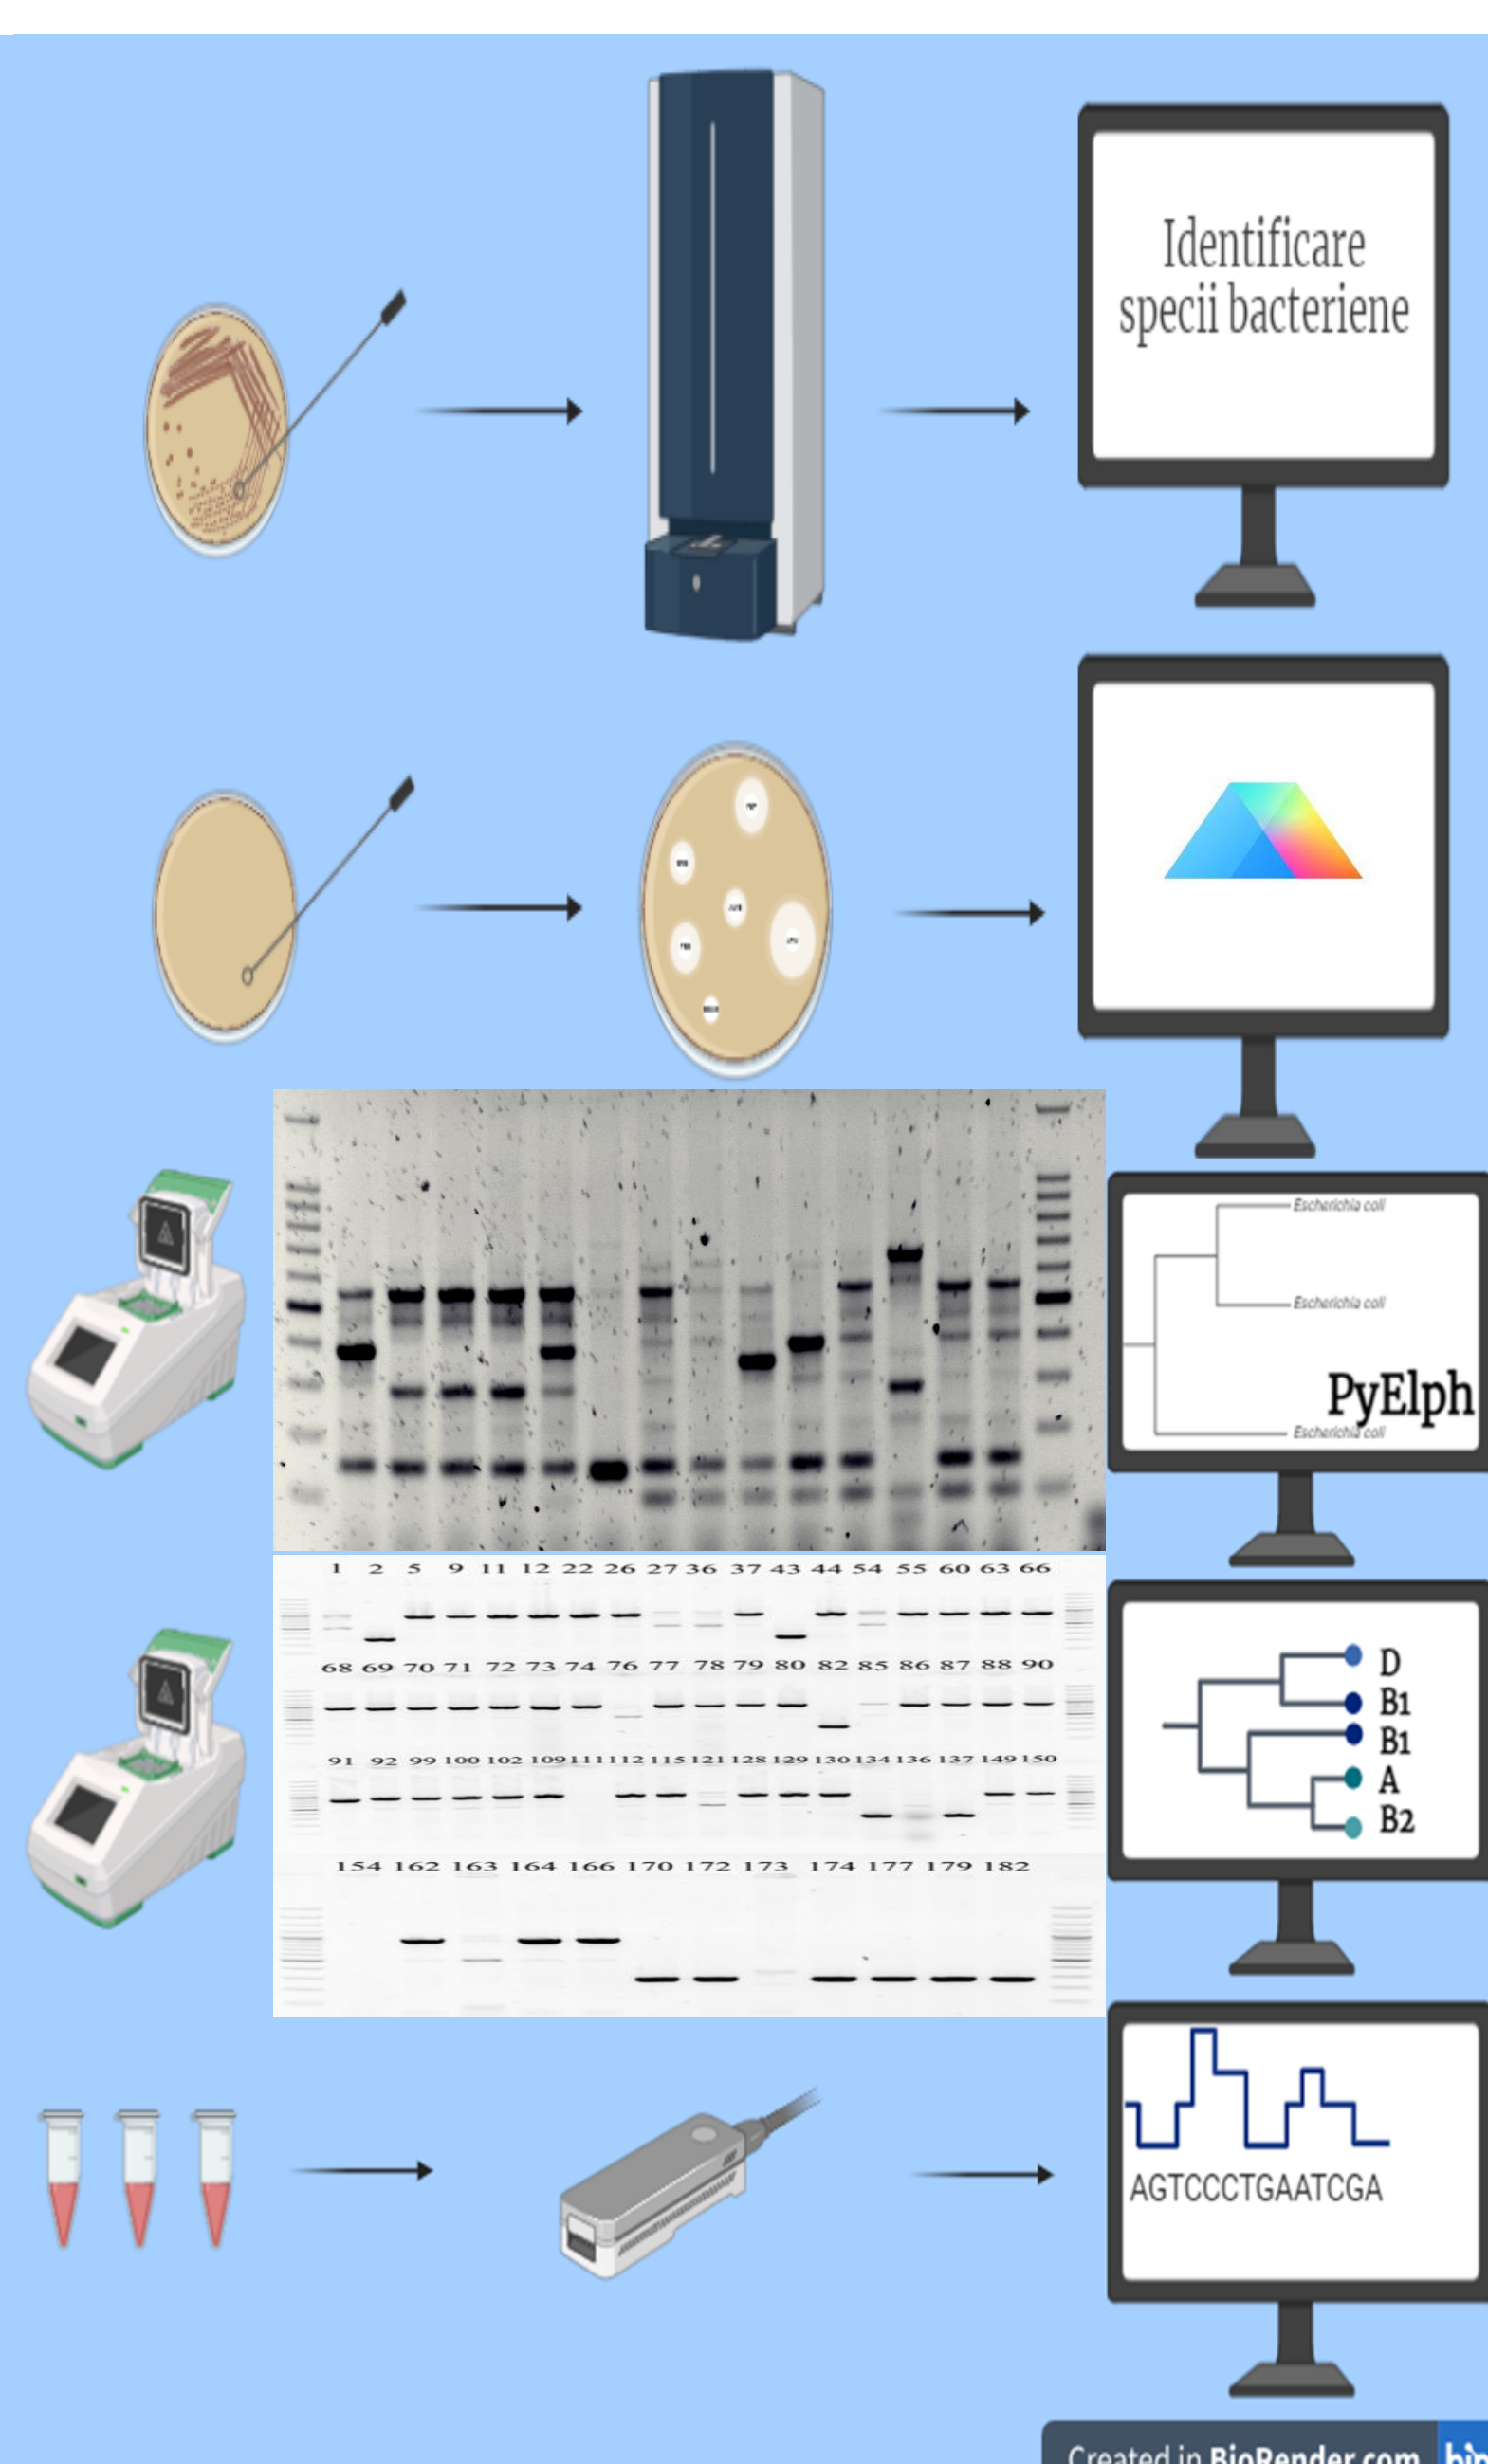 Identificare
specii bacteriene
Escherichia coli
Escherichia coli
PyElph
Escherichia coli
1 2 5 9 11 12 22 26 27 36 37 43 44 54 55 60 63 66
68 69 70 71 72 73 74 76 77 78 79 80 82 85 86 87 88 90
91 92 99 100 102 109 111 112 115 121 128 129 130 134 136 137 149 150
154 162 163 164 166 170 172 173 174 177 179 182
D
B1
B1
A
B2
AGTCCCTGAATCGA
Created in BioRender.com